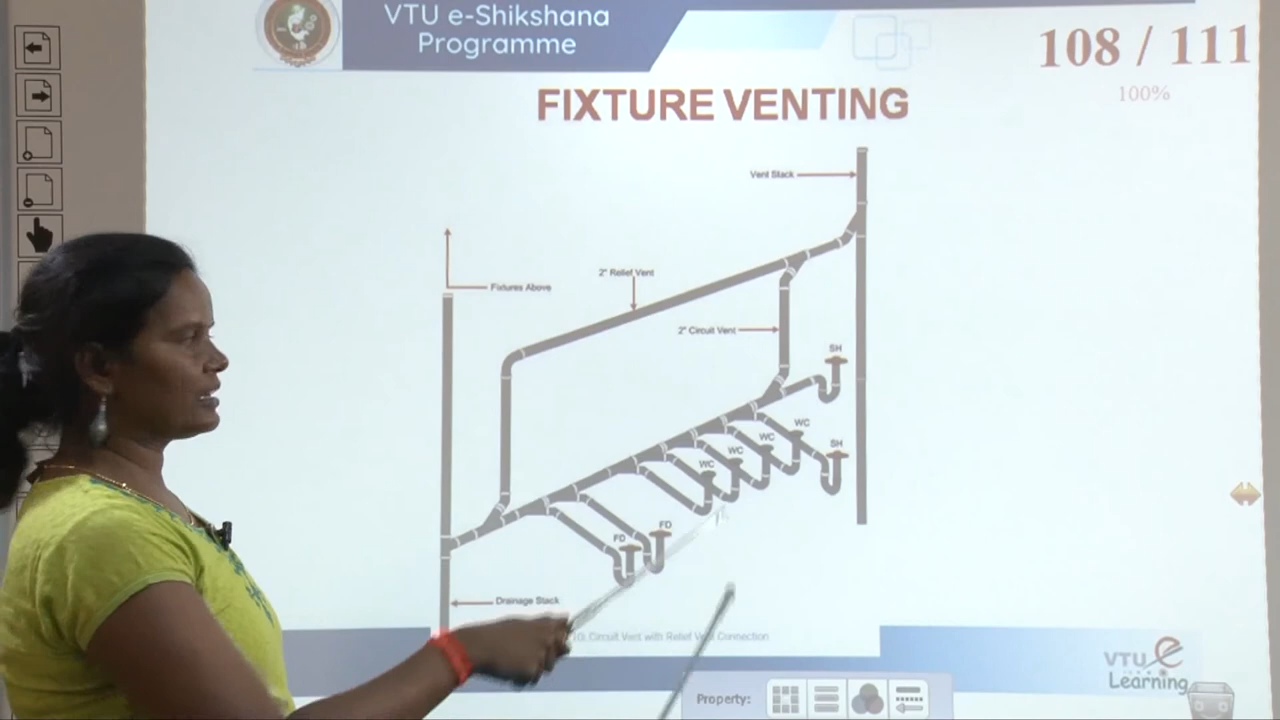 VTU e-Shikshana
Programme
108 / 111
100%
FIXTURE VENTING
Vent Stack
2" Relief Vent
Fixtures Above
2" Circuit Vent
SH
WC
WC
WC
WC
SH
FD
FD
Drainage Stack
Circuit Vent with Relief Vent Connection
VTU e
Learning
Property: